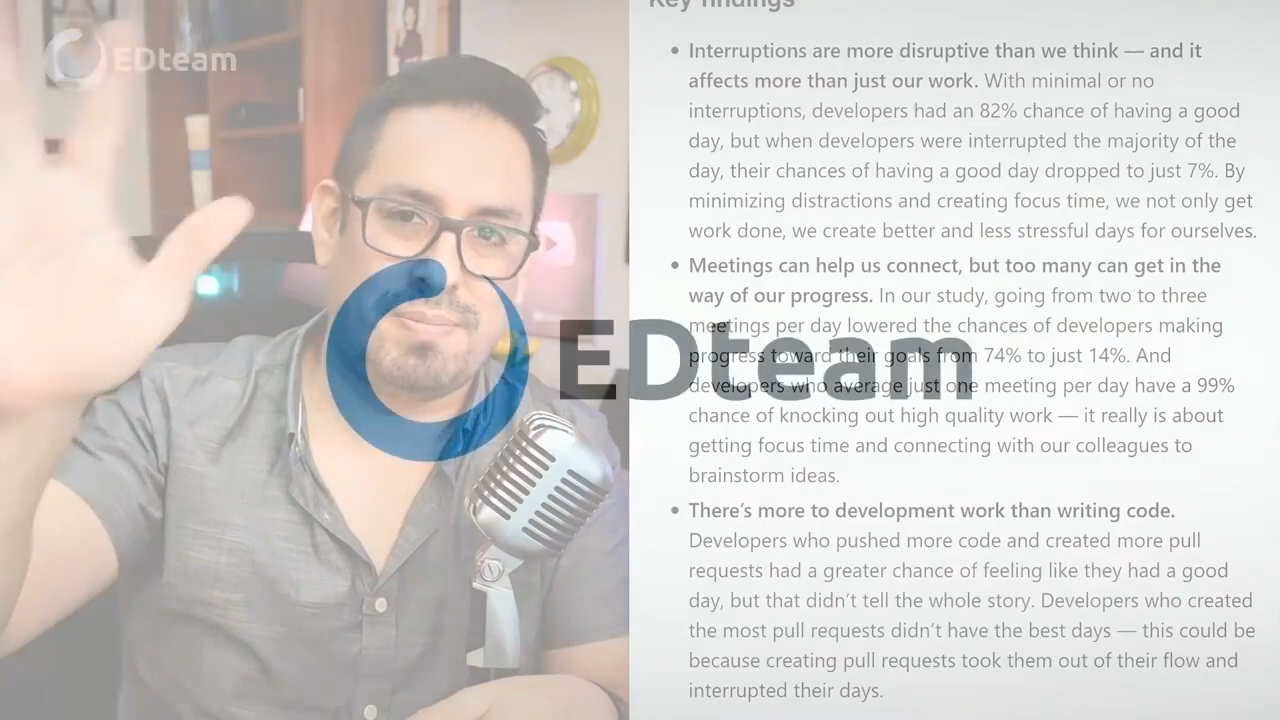 EDteam
Key findings
• Interruptions are more disruptive than we think — and it
affects more than just our work. With minimal or no
interruptions, developers had an 82% chance of having a good
day, but when developers were interrupted the majority of the
day, their chances of having a good day dropped to just 7%. By
minimizing distractions and creating focus time, we not only get
work done, we create better and less stressful days for ourselves.
• Meetings can help us connect, but too many can get in the
way of our progress. In our study, going from two to three
meetings per day lowered the chances of developers making
progress toward their goals from 74% to just 14%. And
developers who average just one meeting per day have a 99%
chance of knocking out high quality work — it really is about
getting focus time and connecting with our colleagues to
brainstorm ideas.
• There’s more to development work than writing code.
Developers who pushed more code and created more pull
requests had a greater chance of feeling like they had a good
day, but that didn’t tell the whole story. Developers who created
the most pull requests didn’t have the best days — this could be
because creating pull requests took them out of their flow and
interrupted their days.
EDteam